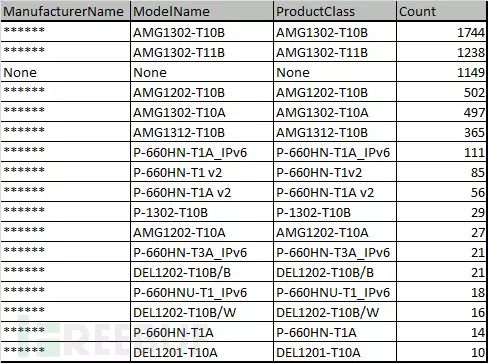 ManufacturerName ModelName ProductClass Count
****** AMG1302-T10B AMG1302-T10B 1744
****** AMG1302-T11B AMG1302-T11B 1238
None None None 1149
****** AMG1202-T10B AMG1202-T10B 502
****** AMG1302-T10A AMG1302-T10A 497
****** AMG1312-T10B AMG1312-T10B 365
****** P-660HN-T1A_IPv6 P-660HN-T1A_IPv6 111
****** P-660HN-T1 v2 P-660HN-T1v2 85
****** P-660HN-T1A v2 P-660HN-T1A v2 56
****** P-1302-T10B P-1302-T10B 29
****** AMG1202-T10A AMG1202-T10A 27
****** P-660HN-T3A_IPv6 P-660HN-T3A_IPv6 21
****** DEL1202-T10B/B DEL1202-T10B/B 21
****** P-660HNU-T1_IPv6 P-660HNU-T1_IPv6 18
****** DEL1202-T10B/W DEL1202-T10B/W 16
****** P-660HN-T1A P-660HN-T1A 14
****** DEL1201-T10A DEL1201-T10A 10